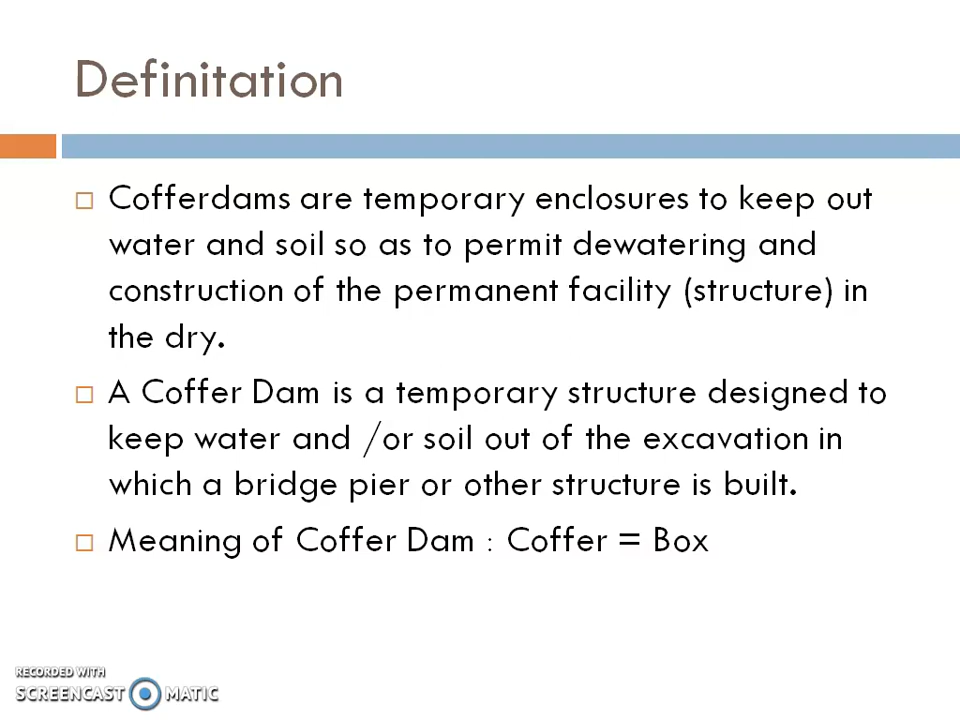 Definitation
Cofferdams are temporary enclosures to keep out
water and soil so as to permit dewatering and
construction of the permanent facility (structure) in
the dry.
A Coffer Dam is a temporary structure designed to
keep water and /or soil out of the excavation in
which a bridge pier or other structure is built.
Meaning of Coffer Dam : Coffer = Box
RECORDED WITH
SCREENCAST MATIC